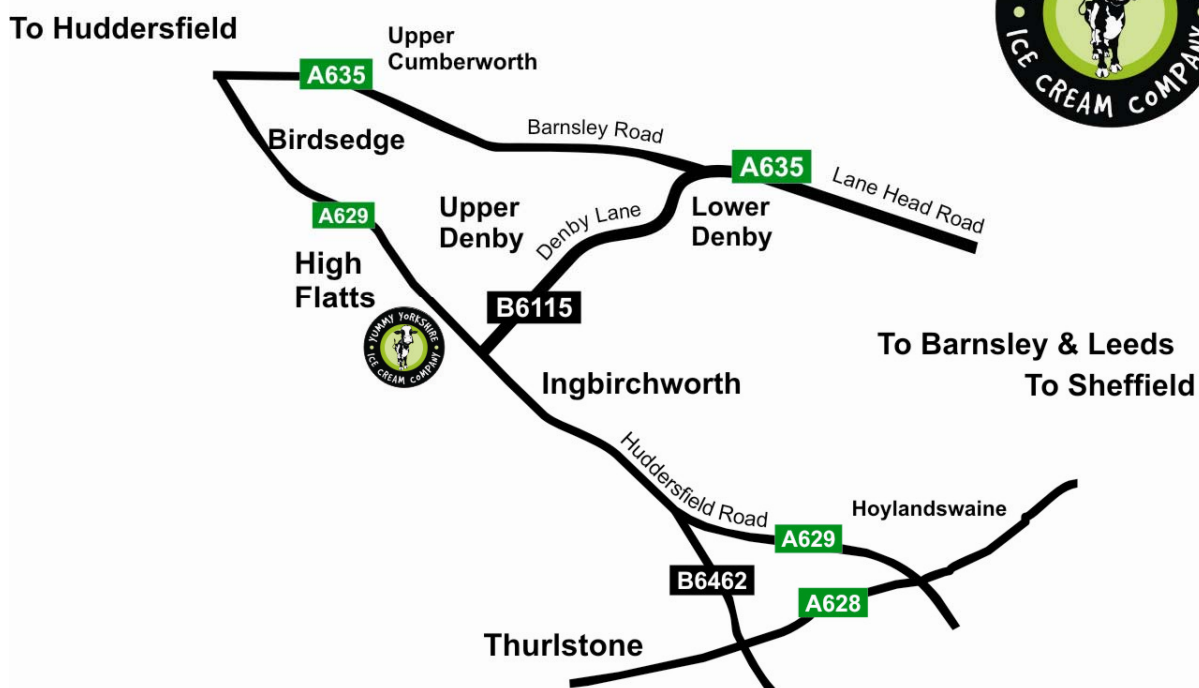 To Huddersfield
Upper
Cumberworth
A635
ICE CREAM COMPANY
Birdsedge
Barnsley Road
A635
Lane Head Road
A629
Upper
Denby
Denby Lane
Lower
Denby
High
Flatts
B6115
YUMMY YORKSHIRE
ICE CREAM COMPANY
To Barnsley & Leeds
To Sheffield
Ingbirchworth
Huddersfield Road
Hoylandswaine
A629
B6462
A628
Thurlstone